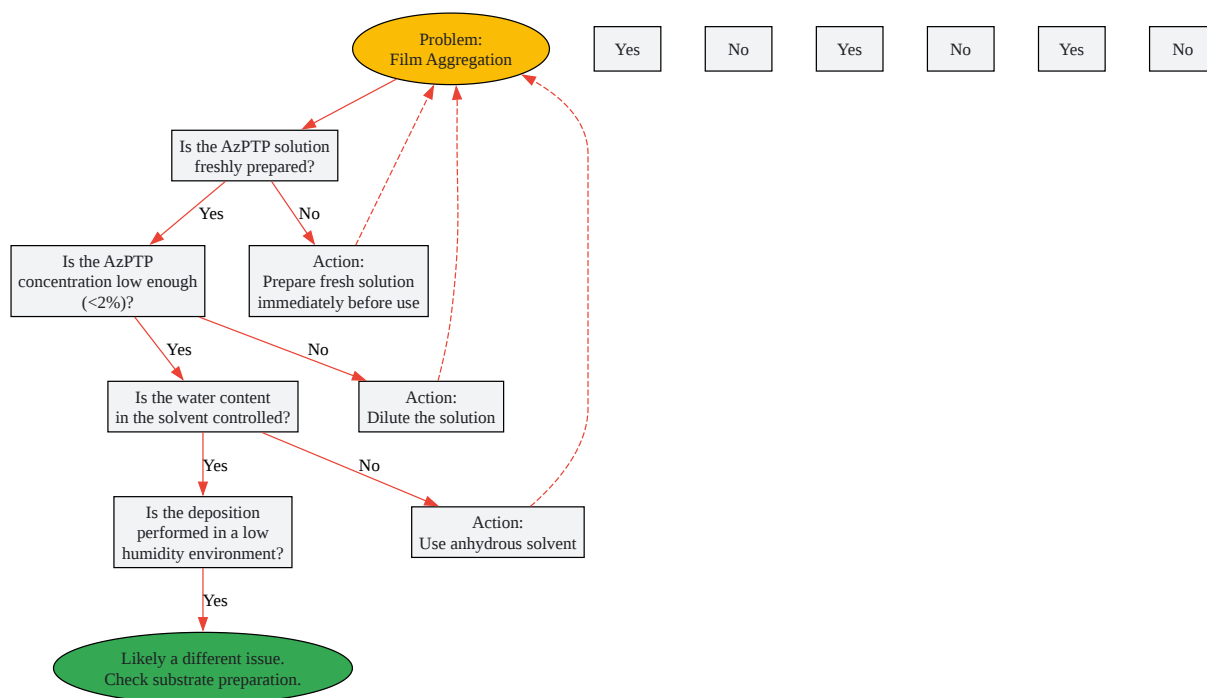 Problem:
Film Aggregation
Yes
No
Yes
No
Yes
No
Is the AzPTP solution
freshly prepared?
Yes
No
Is the AzPTP
concentration low enough
(<2%)?
Action:
Prepare fresh solution
immediately before use
Yes
No
Is the water content
in the solvent controlled?
Action:
Dilute the solution
Yes
No
Is the deposition
performed in a low
humidity environment?
Action:
Use anhydrous solvent
Yes
Likely a different issue.
Check substrate preparation.